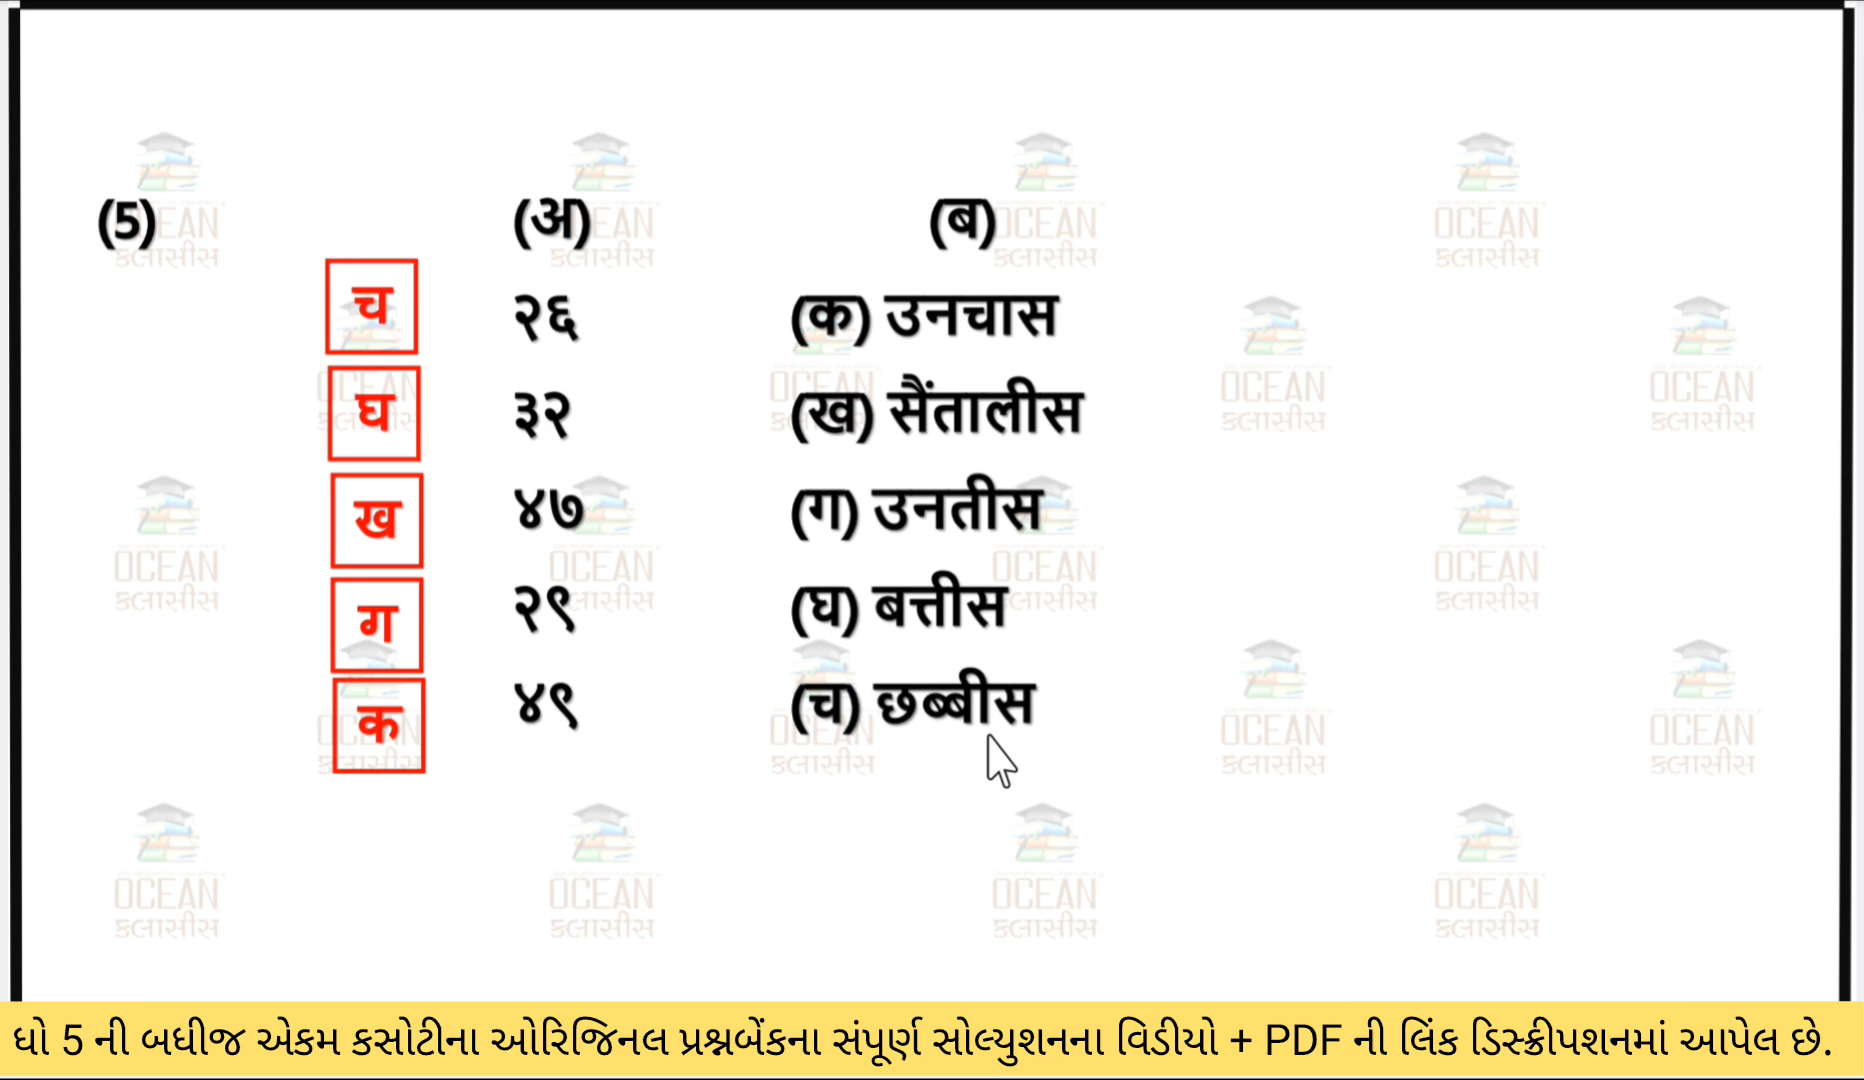 (5) (अ) (ब)
च २६ (क) उनचास
घ ३२ (ख) सैंतालीस
ख ४७ (ग) उनतीस
ग २९ (घ) बत्तीस
क ४९ (च) छब्बीस
ધો 5 ની બધીજ એકમ કસોટીના ઓરિજિનલ પ્રશ્નબેંકના સંપૂર્ણ સોલ્યુશનના વિડીયો + PDF ની લિંક ડિસ્ક્રીપશનમાં આપેલ છે.
OCEAN
ક્લાસીસ